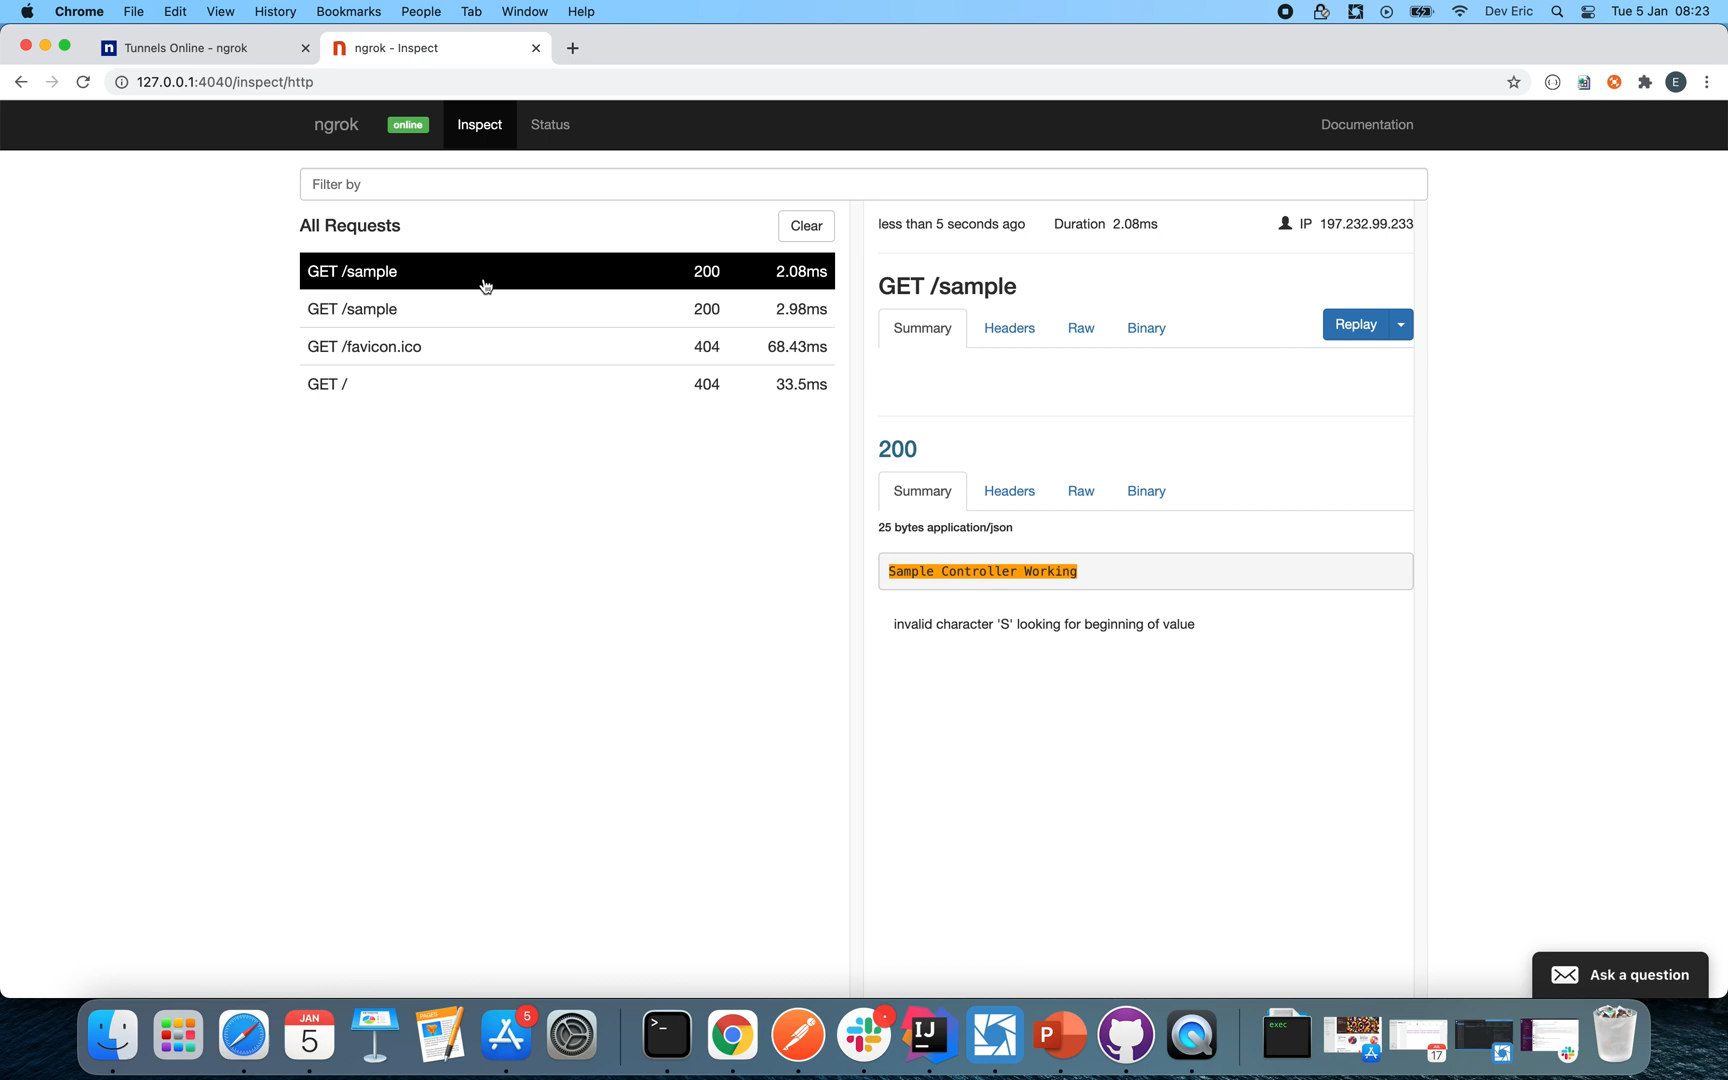 Chrome File Edit View History Bookmarks People Tab Window Help Dev Eric Tue 5 Jan 08:23
Tunnels Online - ngrok
ngrok - Inspect
127.0.0.1:4040/inspect/http
E
ngrok online Inspect Status Documentation
Filter by
All Requests Clear
GET /sample 200 2.08ms
GET /sample 200 2.98ms
GET /favicon.ico 404 68.43ms
GET / 404 33.5ms
less than 5 seconds ago Duration 2.08ms IP 197.232.99.233
GET /sample
Summary Headers Raw Binary Replay
200
Summary Headers Raw Binary
25 bytes application/json
Sample Controller Working
invalid character 'S' looking for beginning of value
Ask a question
JAN
5
PAGES
5
>_
IJ
P
exec
17